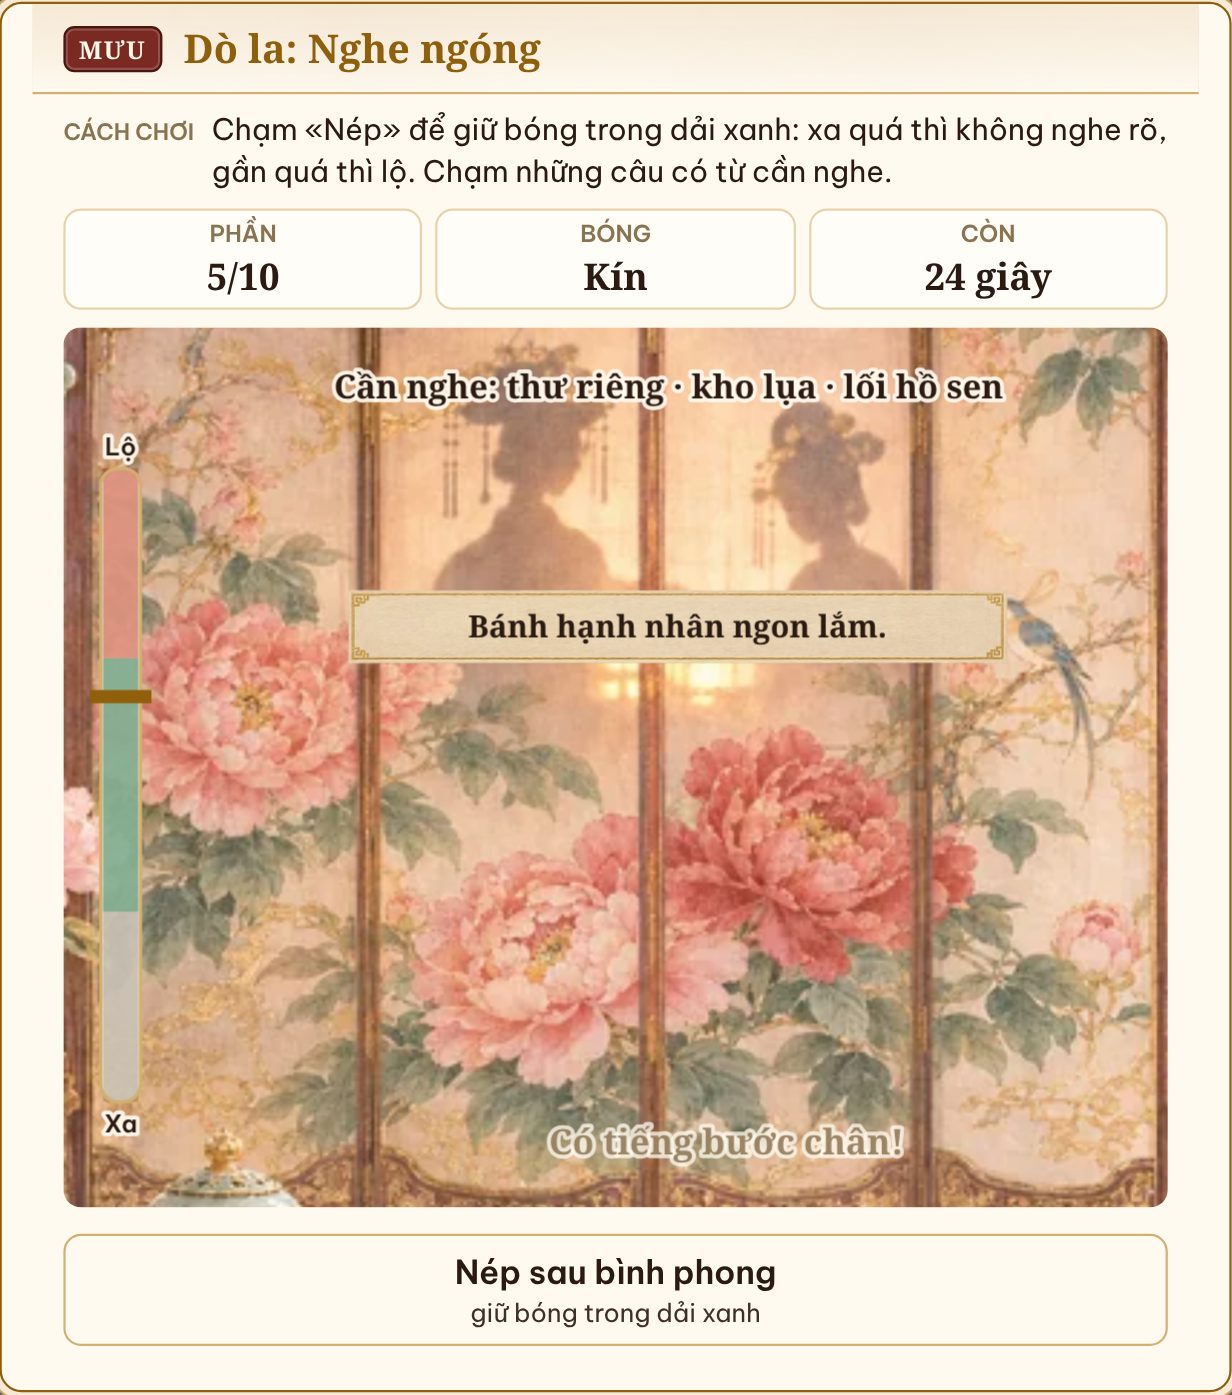 MƯU Dò la: Nghe ngóng
CÁCH CHƠI Chạm «Nép» để giữ bóng trong dải xanh: xa quá thì không nghe rõ,
gần quá thì lộ. Chạm những câu có từ cần nghe.
PHẦN BÓNG CÒN
5/10 Kín 24 giây
Cần nghe: thư riêng · kho lụa · lối hồ sen
Lộ
Bánh hạnh nhân ngon lắm.
Xa
Có tiếng bước chân!
Nép sau bình phong
giữ bóng trong dải xanh